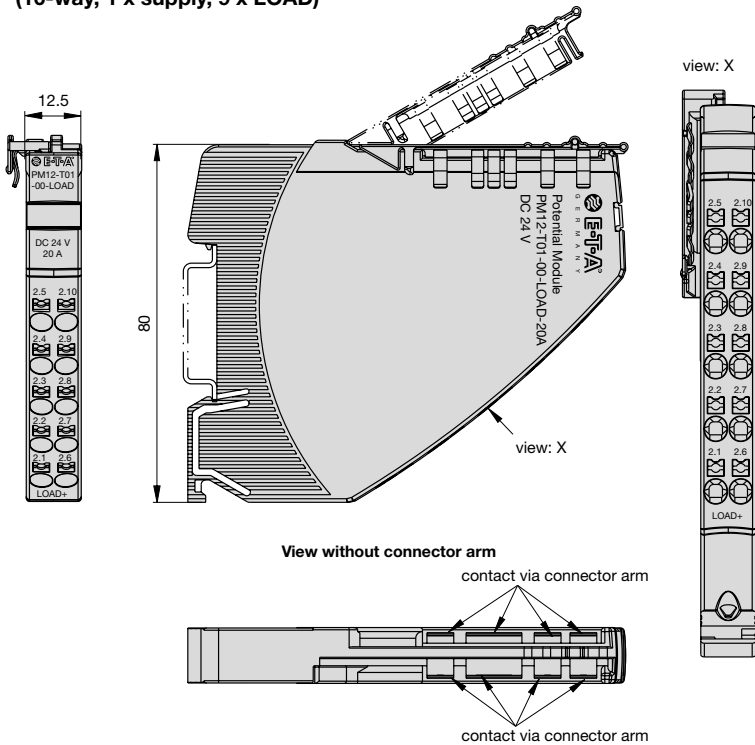 (10-way, 1 x supply, 9 x LOAD)
12.5
E-T-A
PM12-T01
-00-LOAD
DC 24 V
20 A
2.5 2.10
2.4 2.9
2.3 2.8
2.2 2.7
2.1 2.6
LOAD+
80
E-T-A®
GERMANY
Potential Module
PM12-T01-00-LOAD-20A
DC 24 V
view: X
view: X
2.5 2.10
2.4 2.9
2.3 2.8
2.2 2.7
2.1 2.6
LOAD+
View without connector arm
contact via connector arm
contact via connector arm